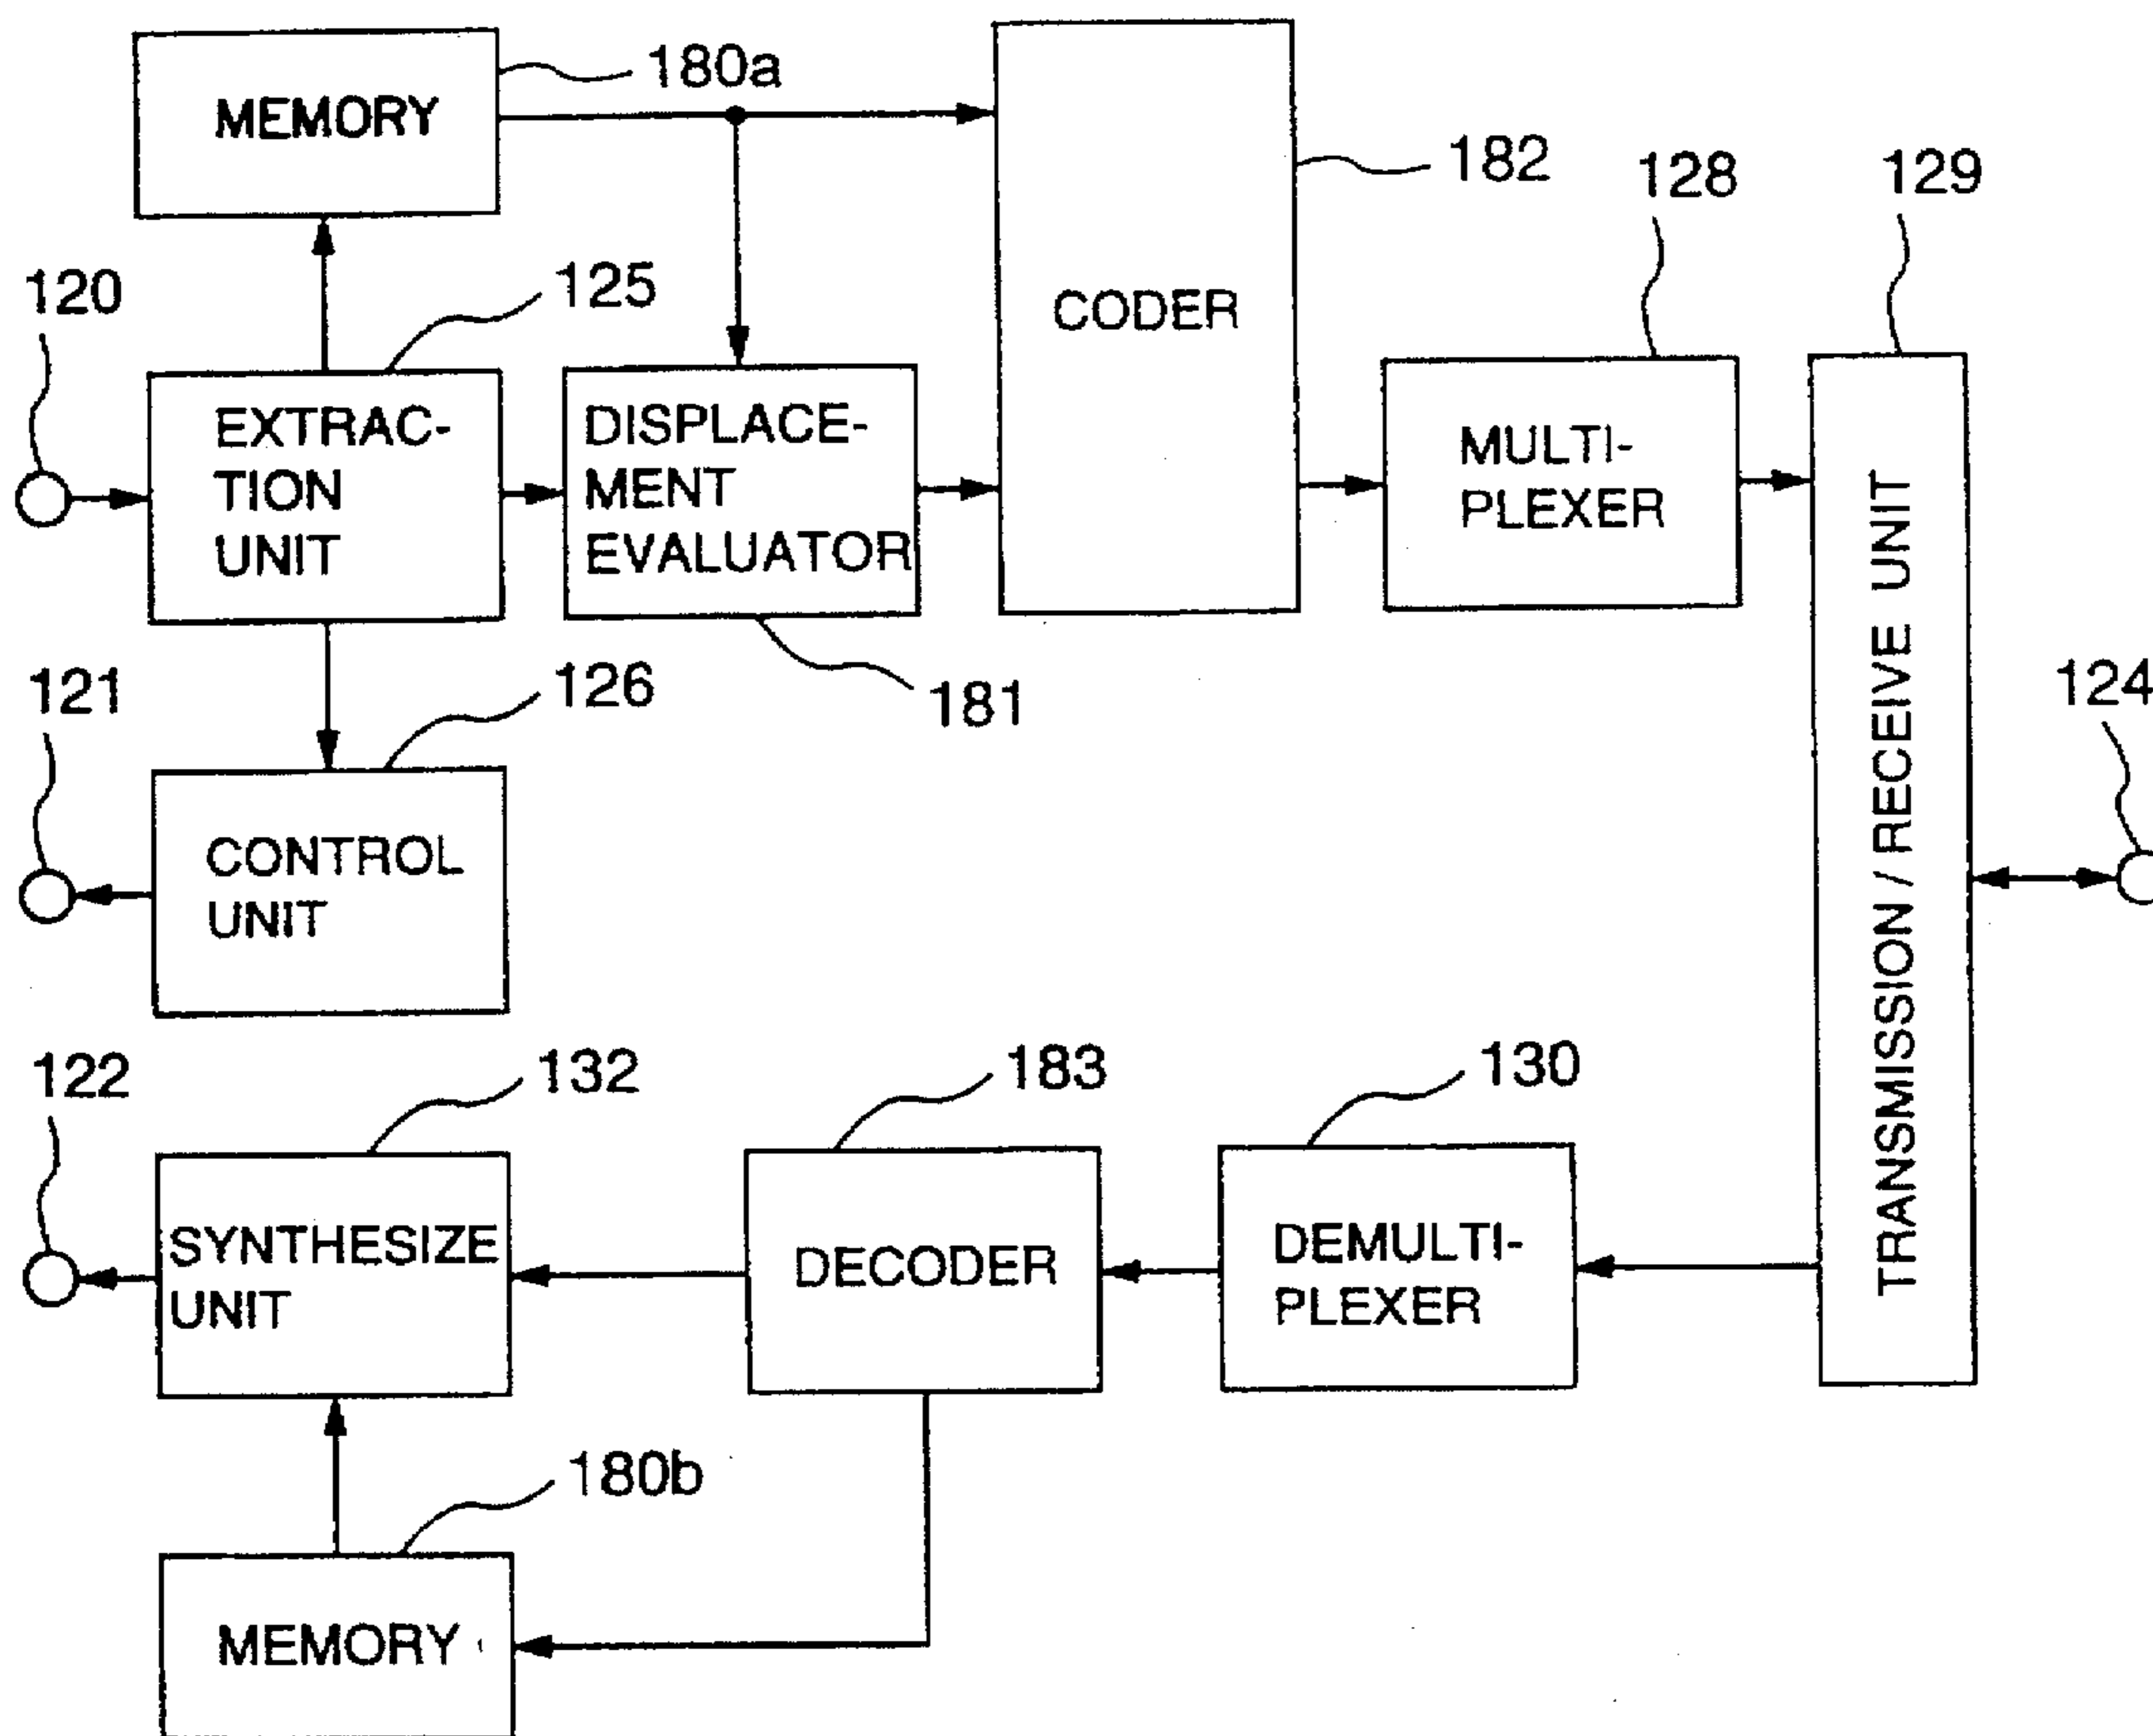 180a
MEMORY
182
128
129
120
125
CODER
EXTRAC-
TION
UNIT
DISPLACE-
MENT
EVALUATOR
MULTI-
PLEXER
TRANSMISSION / RECEIVE UNIT
121
126
181
124
CONTROL
UNIT
122
132
183
130
SYNTHESIZE
UNIT
DECODER
DEMULTI-
PLEXER
180b
MEMORY